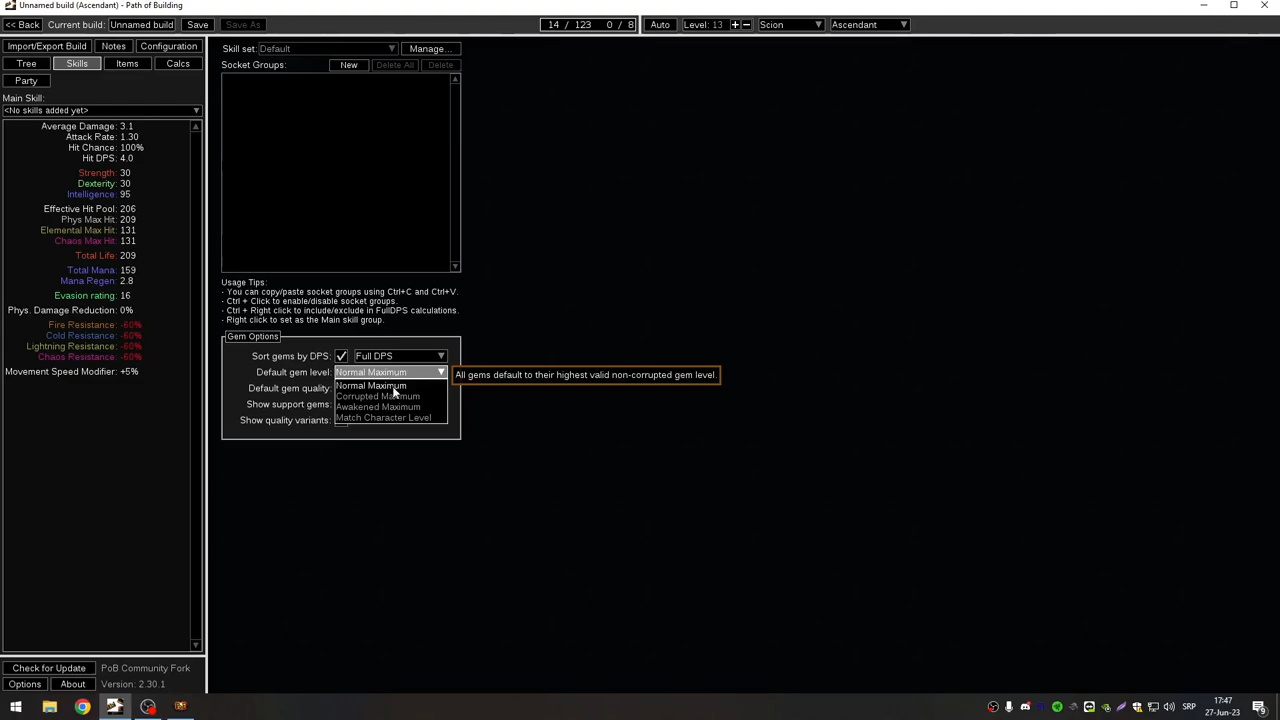 Unnamed build (Ascendant) - Path of Building
<< Back Current build: Unnamed build Save Save As 14 / 123 0 / 8 Auto Level: 13 + - Scion Ascendant
Import/Export Build Notes Configuration
Tree Skills Items Calcs
Party
Main Skill:
<No skills added yet>
Average Damage: 3.1
Attack Rate: 1.30
Hit Chance: 100%
Hit DPS: 4.0
Strength: 30
Dexterity: 30
Intelligence: 95
Effective Hit Pool: 206
Phys Max Hit: 209
Elemental Max Hit: 131
Chaos Max Hit: 131
Total Life: 209
Total Mana: 159
Mana Regen: 2.8
Evasion rating: 16
Phys. Damage Reduction: 0%
Fire Resistance: -60%
Cold Resistance: -60%
Lightning Resistance: -60%
Chaos Resistance: -60%
Movement Speed Modifier: +5%
Check for Update PoB Community Fork
Options About Version: 2.30.1
Skill set: Default Manage...
Socket Groups: New Delete All Delete
Usage Tips:
- You can copy/paste socket groups using Ctrl+C and Ctrl+V.
- Ctrl + Click to enable/disable socket groups.
- Ctrl + Right click to include/exclude in FullDPS calculations.
- Right click to set as the Main skill group.
Gem Options
Sort gems by DPS: Full DPS
Default gem level: Normal Maximum
All gems default to their highest valid non-corrupted gem level.
Default gem quality: Normal Maximum
Corrupted Maximum
Show support gems: Awakened Maximum
Show quality variants: Match Character Level
SRP 17:47
27-Jun-23